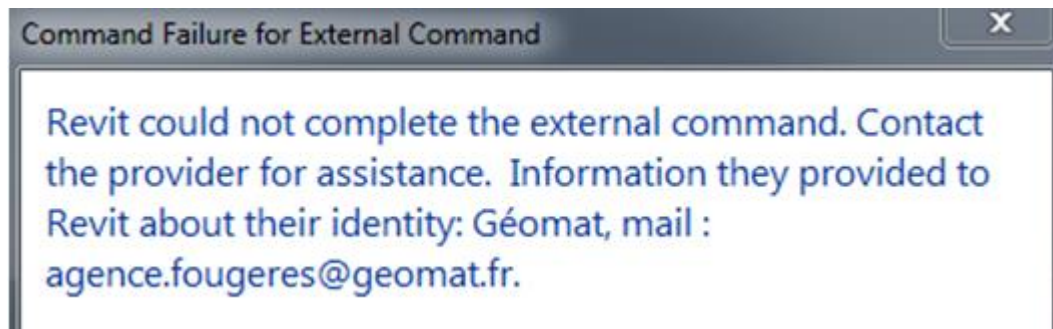 Command Failure for External Command
Revit could not complete the external command. Contact
the provider for assistance.  Information they provided to
Revit about their identity: Géomat, mail :
agence.fougeres@geomat.fr.